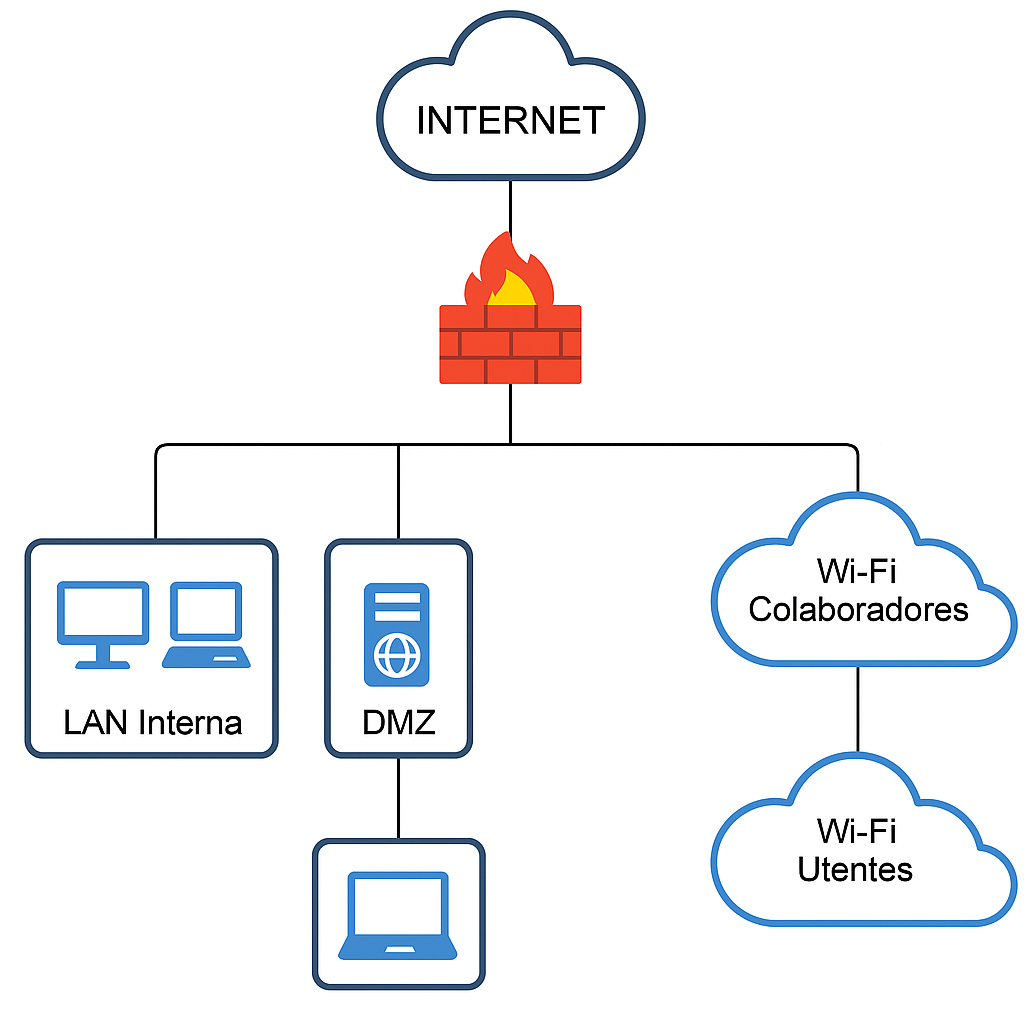 INTERNET
LAN Interna
DMZ
Wi-Fi
Colaboradores
Wi-Fi
Utentes